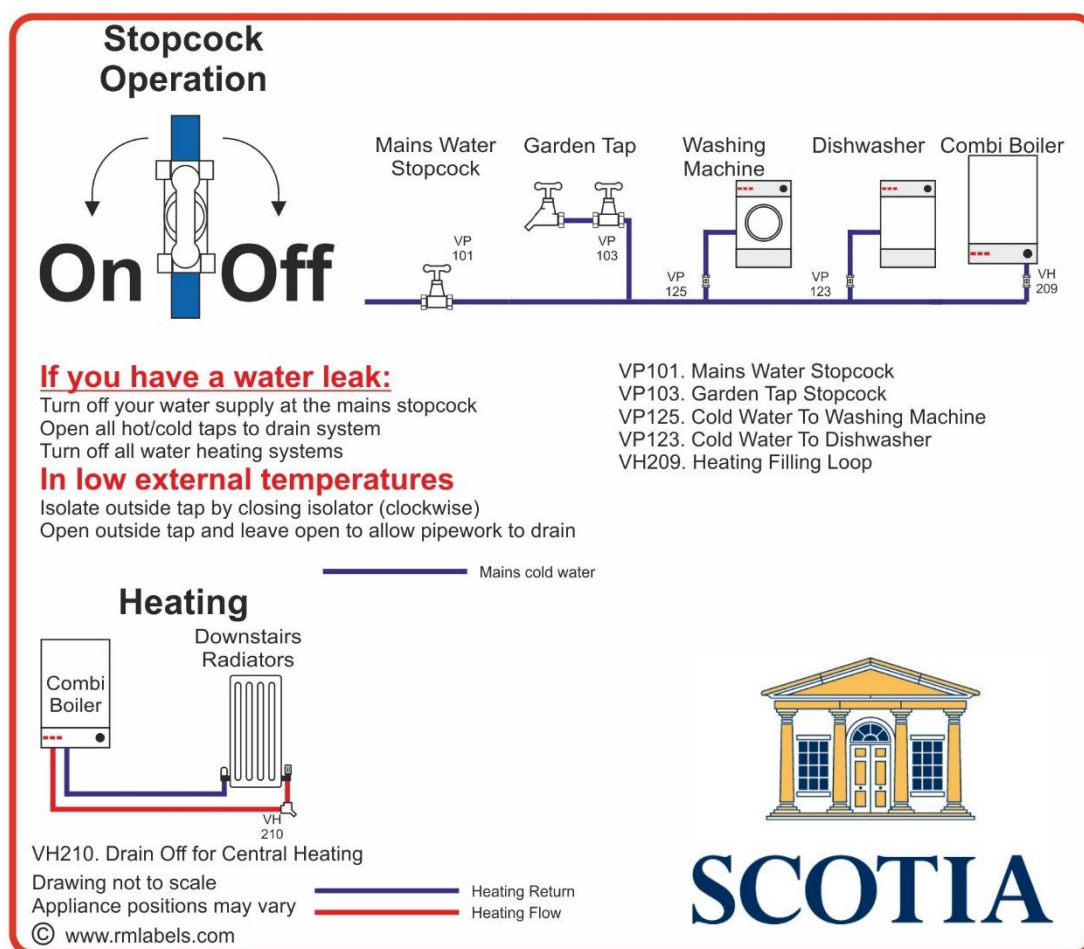 Stopcock
Operation
On Off
Mains Water
Stopcock
Garden Tap
Washing
Machine
Dishwasher
Combi Boiler
VP
101
VP
103
VP
125
VP
123
VH
209
If you have a water leak:
Turn off your water supply at the mains stopcock
Open all hot/cold taps to drain system
Turn off all water heating systems
In low external temperatures
Isolate outside tap by closing isolator (clockwise)
Open outside tap and leave open to allow pipework to drain
VP101. Mains Water Stopcock
VP103. Garden Tap Stopcock
VP125. Cold Water To Washing Machine
VP123. Cold Water To Dishwasher
VH209. Heating Filling Loop
Mains cold water
Heating
Combi
Boiler
Downstairs
Radiators
VH
210
VH210. Drain Off for Central Heating
Drawing not to scale
Appliance positions may vary
© www.rmlabels.com
Heating Return
Heating Flow
SCOTIA